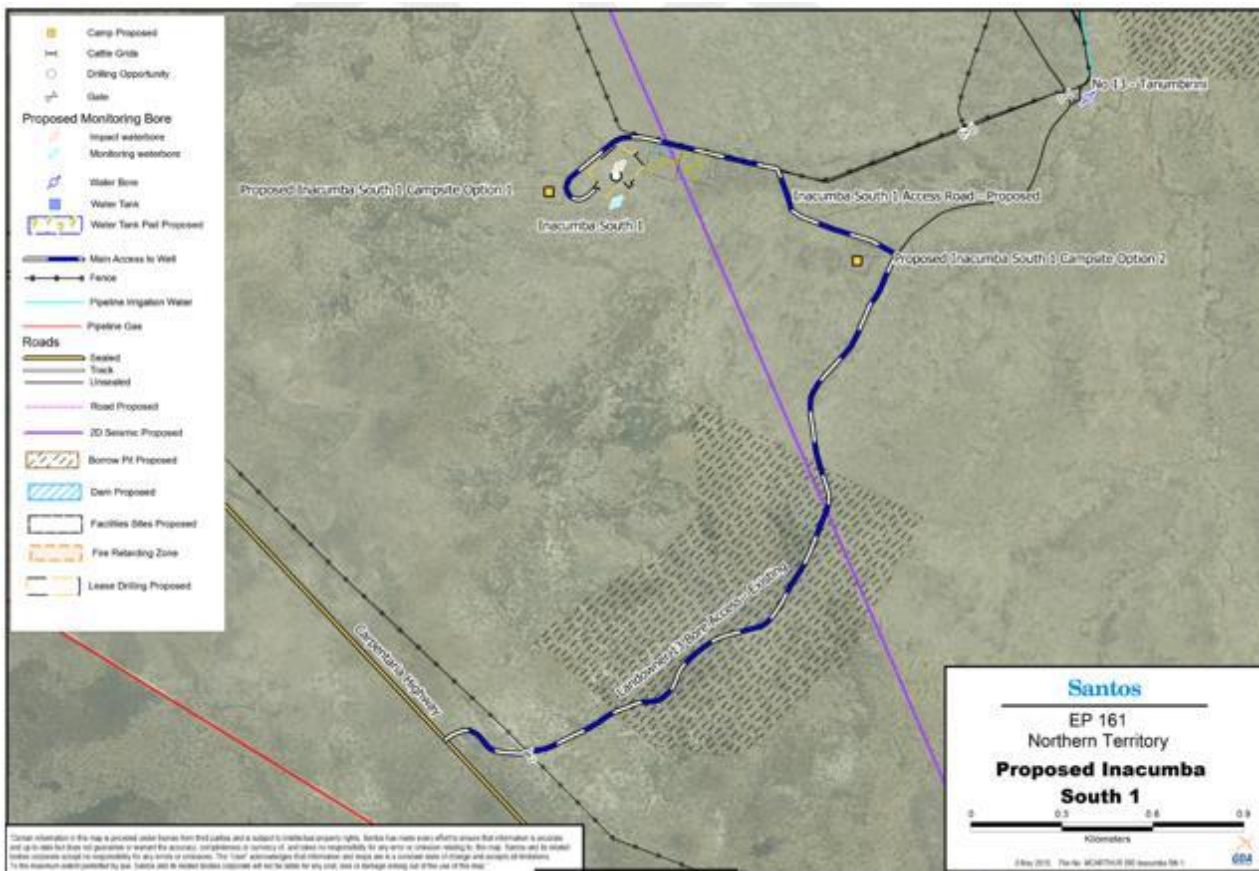 Camp Proposed
Cattle Grids
Drilling Opportunity
Gate
Proposed Monitoring Bore
Impact waterbore
Monitoring waterbore
Water Bore
Water Tank
Water Tank Pad Proposed
Main Access to Well
Fence
Pipeline Irrigation Water
Pipeline Gas
Roads
Sealed
Track
Unsealed
Road Proposed
2D Seismic Proposed
Borrow Pit Proposed
Dam Proposed
Facilities Sites Proposed
Fire Retarding Zone
Lease Drilling Proposed
No 13 - Tanumbirini
Proposed Inacumba South 1 Campsite Option 1
Inacumba South 1 Access Road - Proposed
Inacumba South 1
Proposed Inacumba South 1 Campsite Option 2
Landowner 13 Bore Access - Existing
Carpentaria Highway
Santos
EP 161
Northern Territory
Proposed Inacumba
South 1
0 0.3 0.6 0.9
Kilometers
GDA